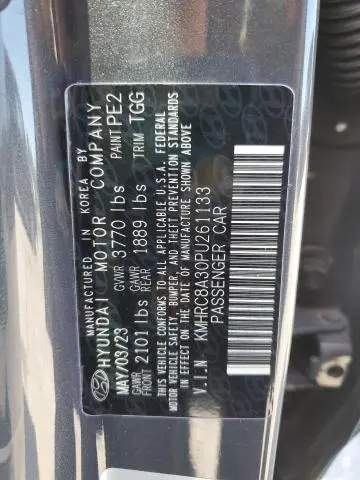 MANUFACTURED IN KOREA BY
HYUNDAI MOTOR COMPANY
MAY/03/23 GVWR 3770 lbs PAINT PE2
GAWR FRONT 2101 lbs GAWR REAR 1889 lbs TRIM TGG
THIS VEHICLE CONFORMS TO ALL APPLICABLE U.S.A. FEDERAL
MOTOR VEHICLE SAFETY, BUMPER, AND THEFT PREVENTION STANDARDS
IN EFFECT ON THE DATE OF MANUFACTURE SHOWN ABOVE.
V.I.N KMHRC8A30PU261133
PASSENGER CAR